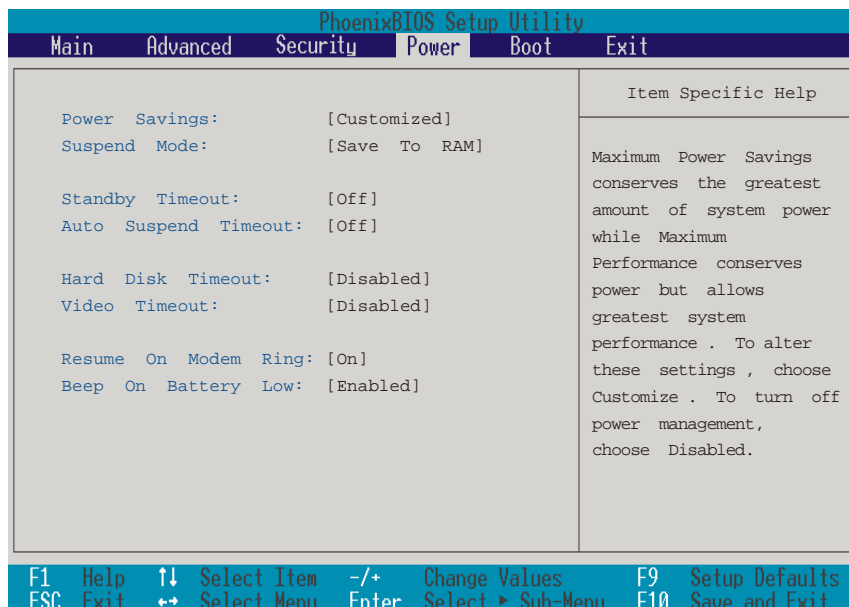 PhoenixBIOS Setup Utility
Main Advanced Security Power Boot Exit
Item Specific Help
Power Savings: [Customized]
Suspend Mode: [Save To RAM]
Standby Timeout: [Off]
Auto Suspend Timeout: [Off]
Hard Disk Timeout: [Disabled]
Video Timeout: [Disabled]
Resume On Modem Ring: [On]
Beep On Battery Low: [Enabled]
Maximum Power Savings
conserves the greatest
amount of system power
while Maximum
Performance conserves
power but allows
greatest system
performance . To alter
these settings , choose
Customize . To turn off
power management,
choose Disabled.
F1 Help ↑↓ Select Item -/+ Change Values F9 Setup Defaults
ESC Exit ←→ Select Menu Enter Select ▶ Sub-Menu F10 Save and Exit